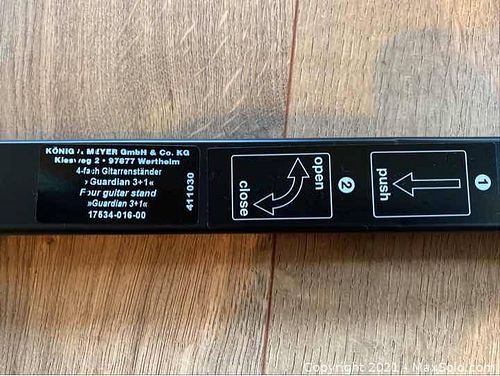 KÖNIG & MEYER GmbH & Co. KG
Kiesweg 2 • 97877 Wertheim
4-fach Gitarrenständer
»Guardian 3+1«
Four guitar stand
»Guardian 3+1«
17534-016-00
411030
open
close
2
push
1
Copyright 2021 - MaxSold.com